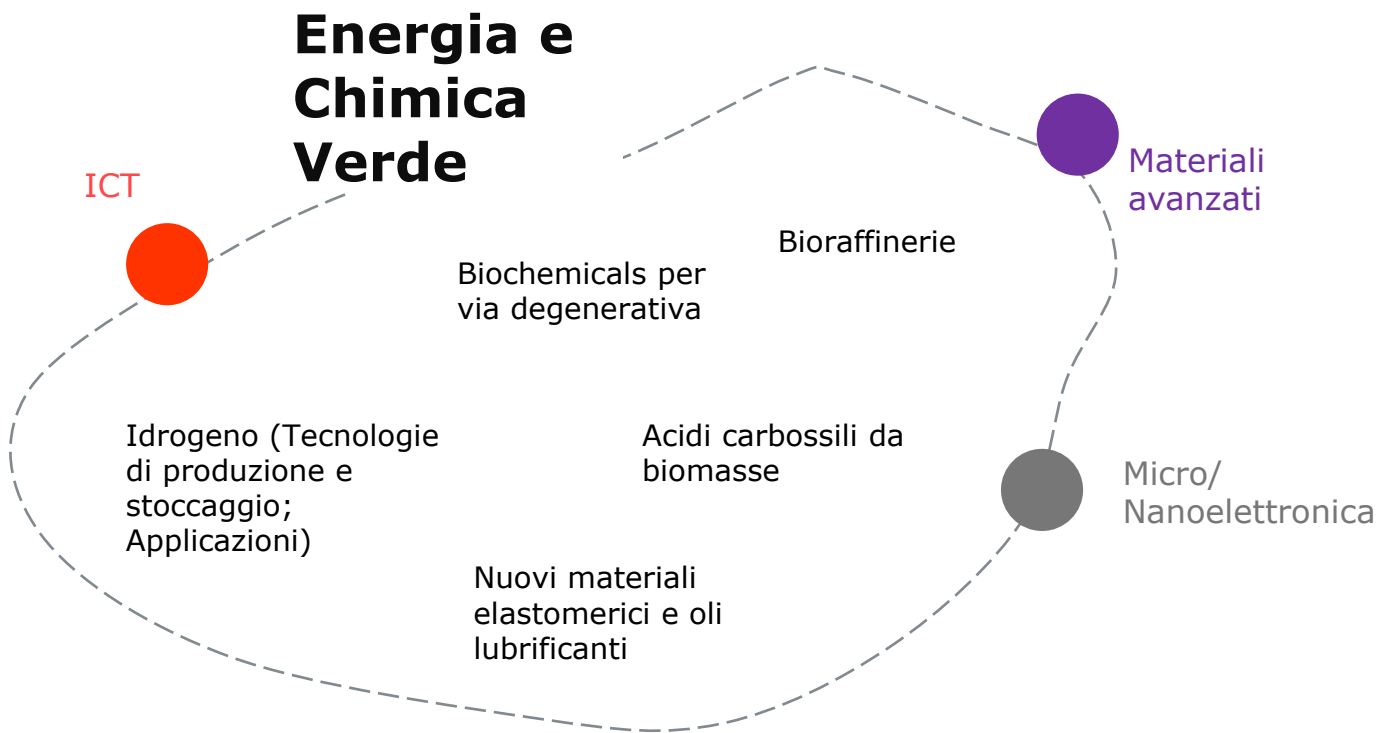 Energia e
Chimica
Verde
ICT
Materiali
avanzati
Bioraffinerie
Biochemicals per
via degenerativa
Idrogeno (Tecnologie
di produzione e
stoccaggio;
Applicazioni)
Acidi carbossili da
biomasse
Micro/
Nanoelettronica
Nuovi materiali
elastomerici e oli
lubrificanti